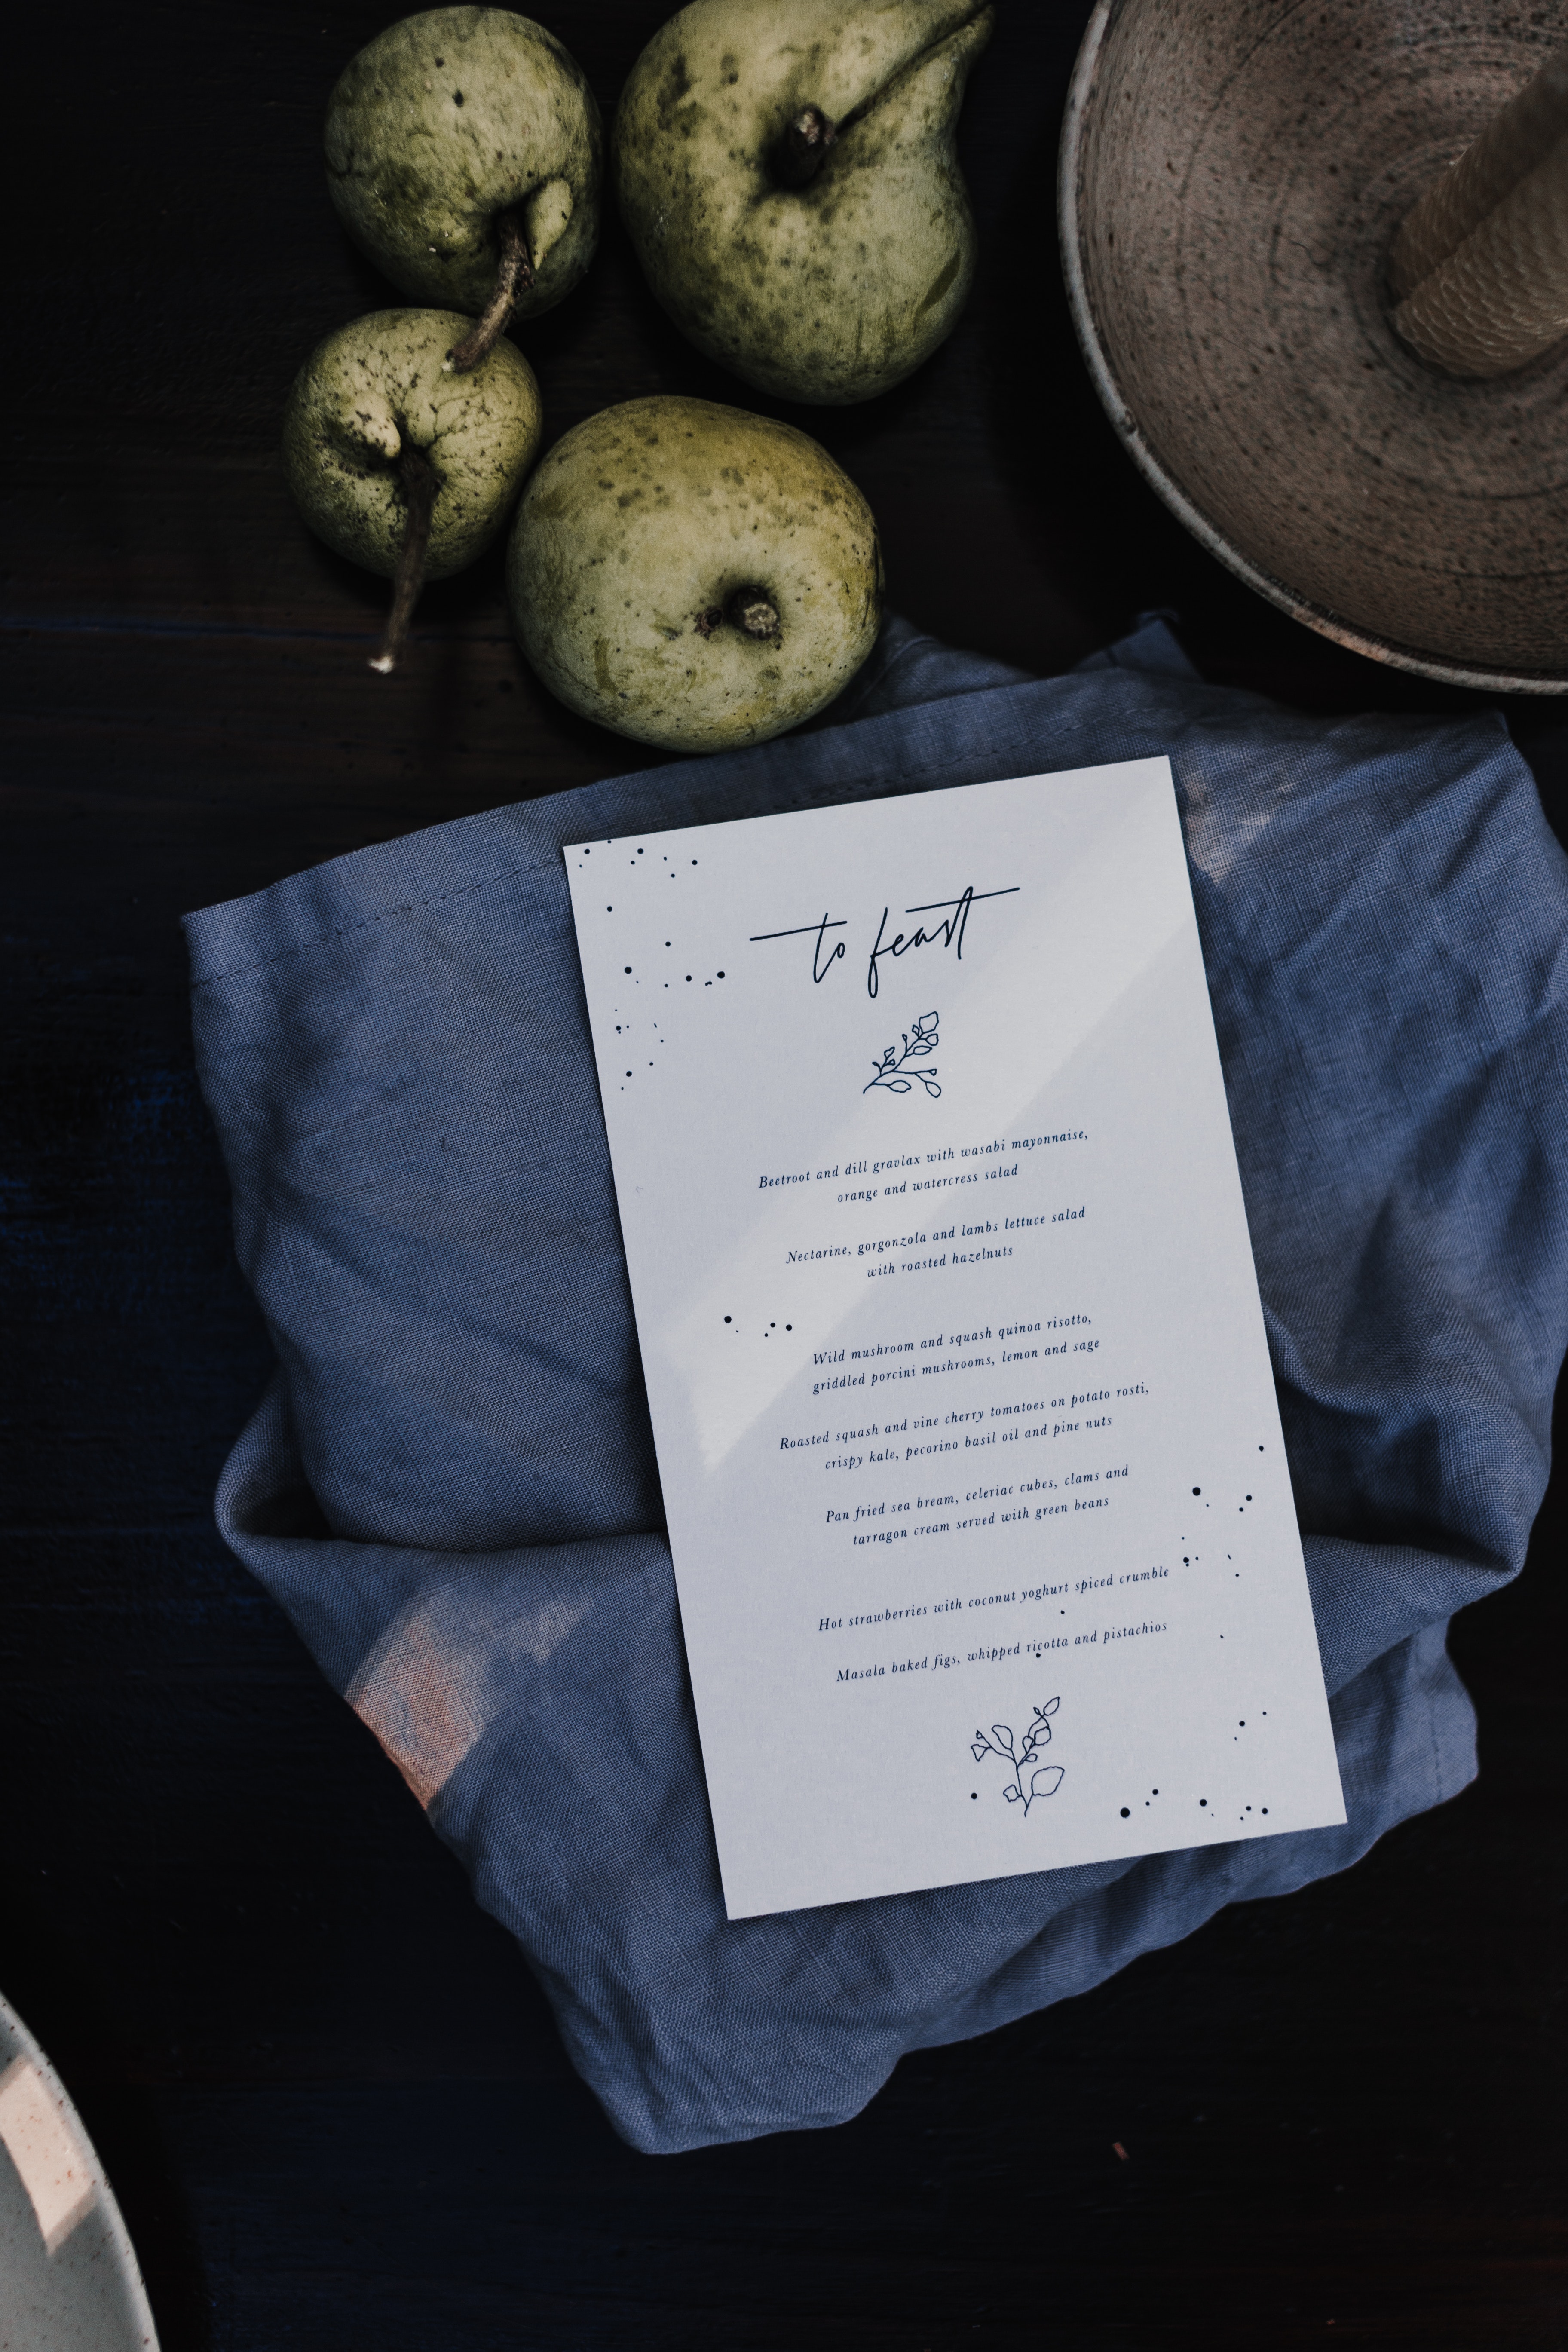 to feast
Beetroot and dill gravlax with wasabi mayonnaise,
orange and watercress salad
Nectarine, gorgonzola and lambs lettuce salad
with roasted hazelnuts
Wild mushroom and squash quinoa risotto,
griddled porcini mushrooms, lemon and sage
Roasted squash and vine cherry tomatoes on potato rosti,
crispy kale, pecorino basil oil and pine nuts
Pan fried sea bream, celeriac cubes, clams and
tarragon cream served with green beans
Hot strawberries with coconut yoghurt spiced crumble
Masala baked figs, whipped ricotta and pistachios